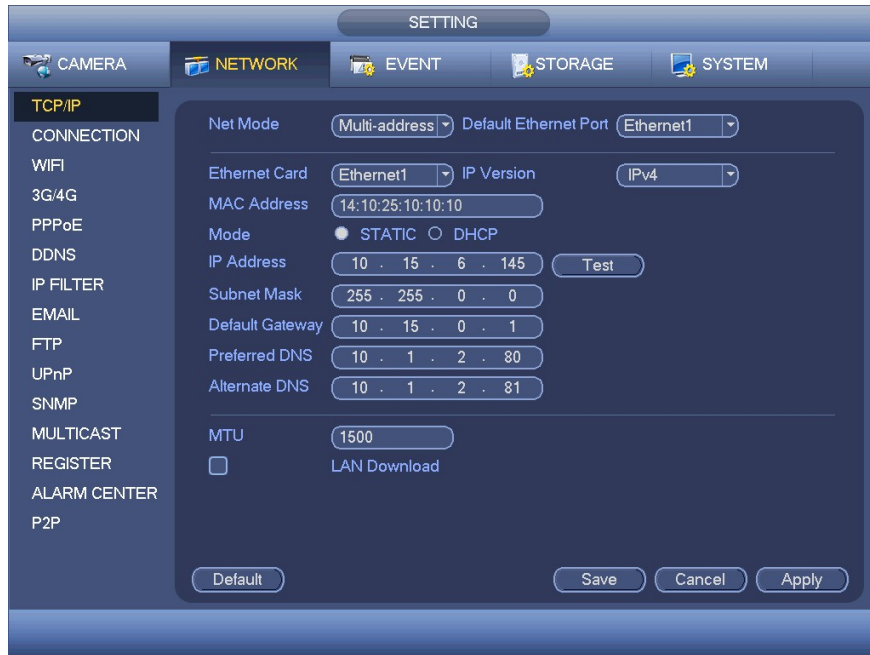 SETTING
CAMERA NETWORK EVENT STORAGE SYSTEM
TCP/IP
CONNECTION
WIFI
3G/4G
PPPoE
DDNS
IP FILTER
EMAIL
FTP
UPnP
SNMP
MULTICAST
REGISTER
ALARM CENTER
P2P
Net Mode Multi-address Default Ethernet Port Ethernet1
Ethernet Card Ethernet1 IP Version IPv4
MAC Address 14:10:25:10:10:10
Mode STATIC DHCP
IP Address 10 . 15 . 6 . 145 Test
Subnet Mask 255 . 255 . 0 . 0
Default Gateway 10 . 15 . 0 . 1
Preferred DNS 10 . 1 . 2 . 80
Alternate DNS 10 . 1 . 2 . 81
MTU 1500
LAN Download
Default Save Cancel Apply